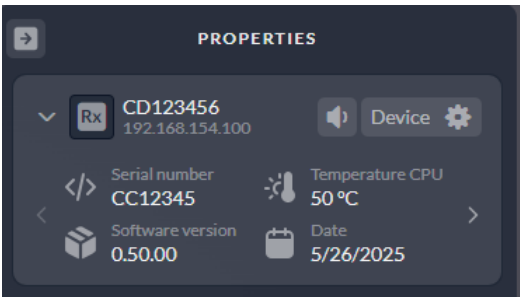 PROPERTIES
Rx
CD123456
192.168.154.100
Device
Serial number
CC12345
Temperature CPU
50 °C
Software version
0.50.00
Date
5/26/2025